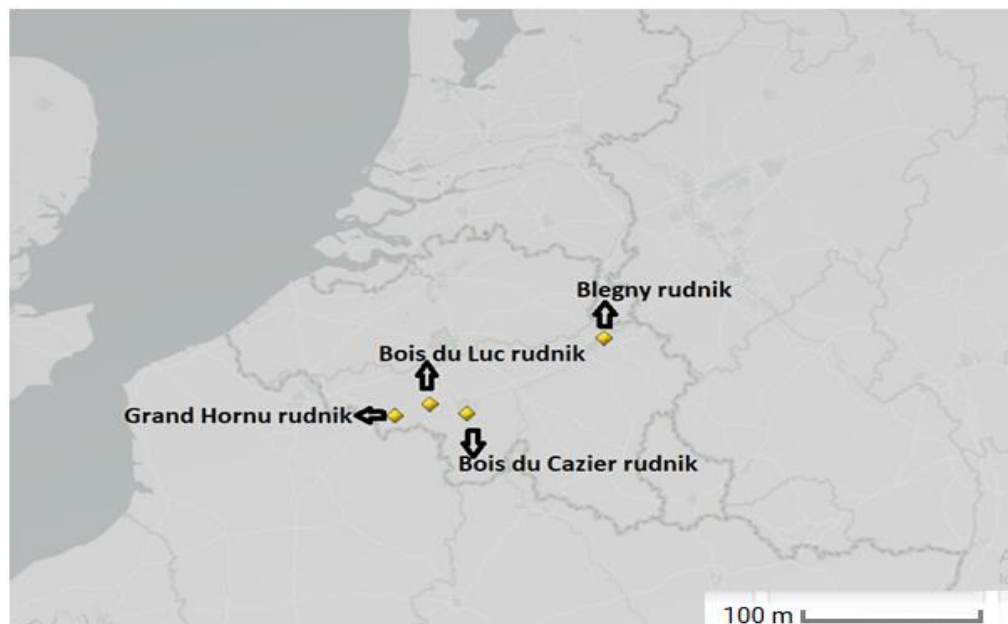 Blegny rudnik
Bois du Luc rudnik
Grand Hornu rudnik
Bois du Cazier rudnik
100 m